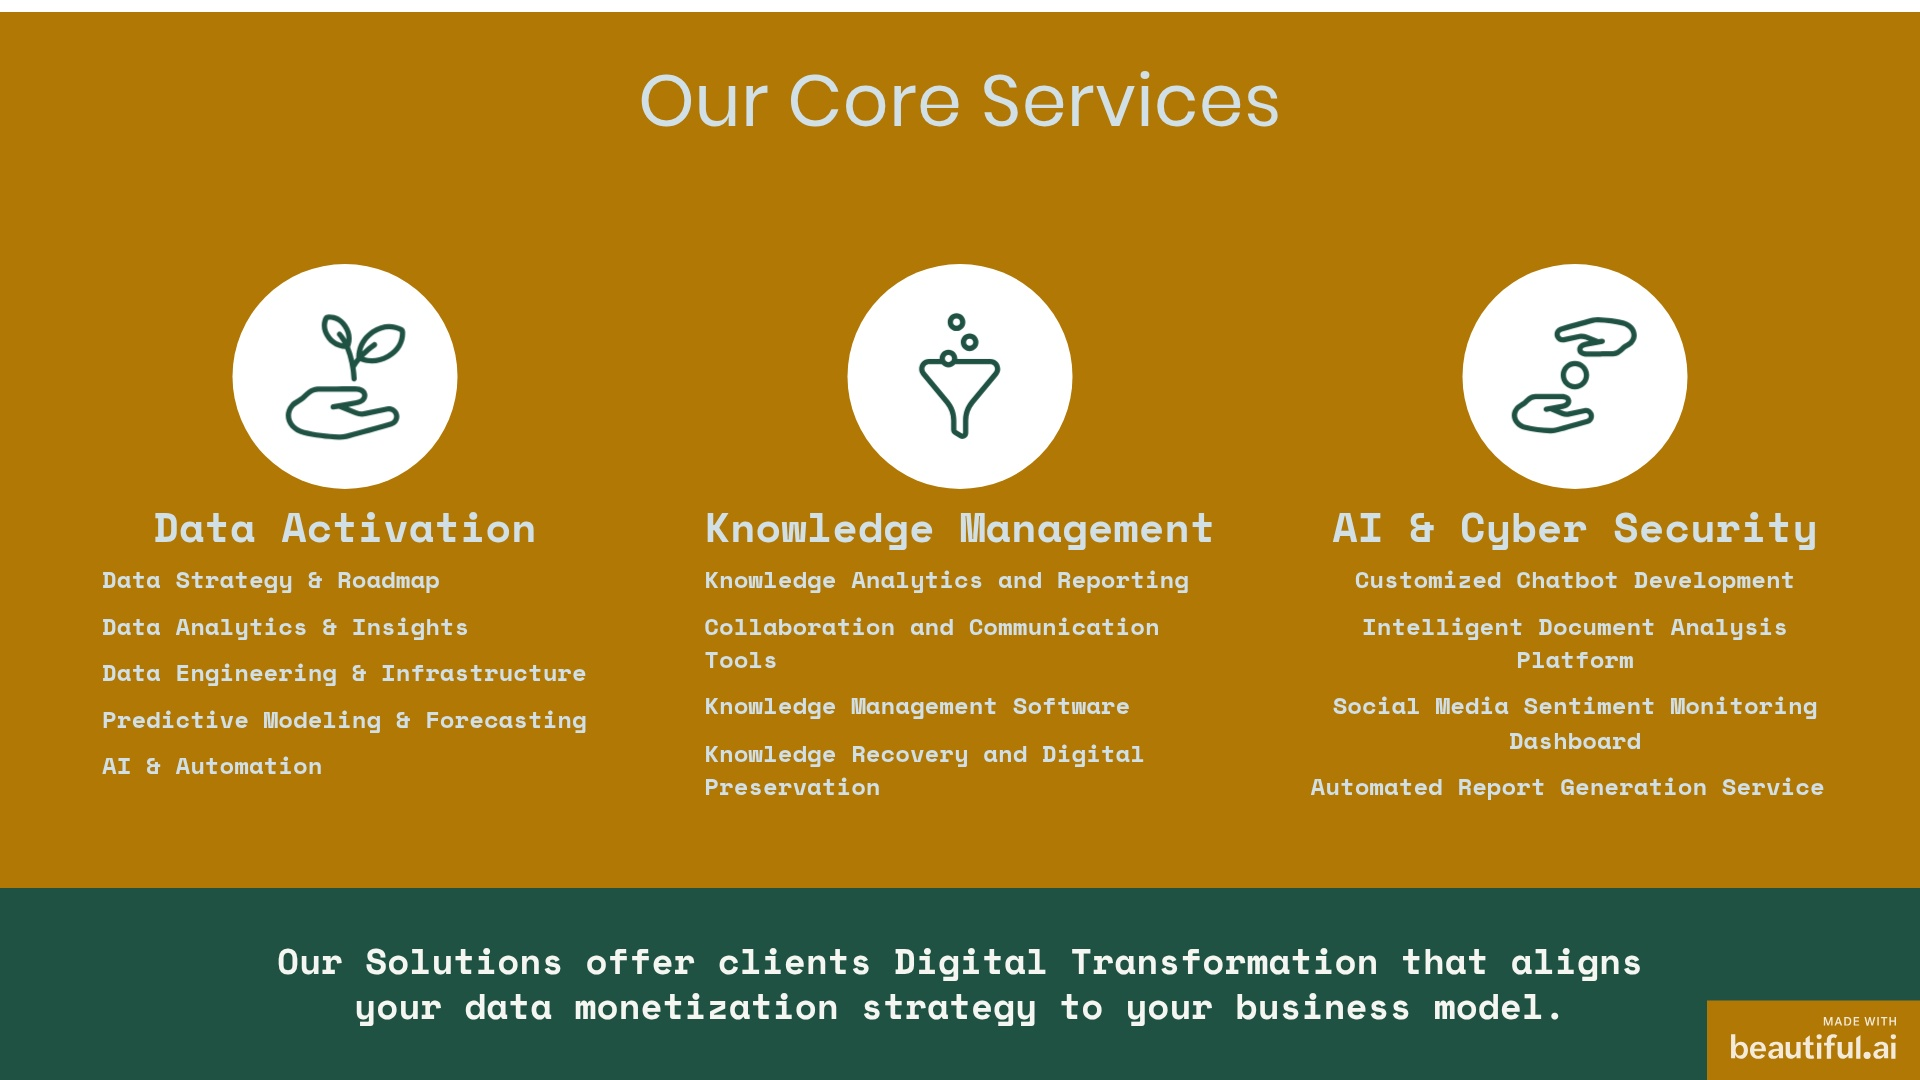 Our Core Services
Data Activation
Data Strategy & Roadmap
Data Analytics & Insights
Data Engineering & Infrastructure
Predictive Modeling & Forecasting
AI & Automation
Knowledge Management
Knowledge Analytics and Reporting
Collaboration and Communication
Tools
Knowledge Management Software
Knowledge Recovery and Digital
Preservation
AI & Cyber Security
Customized Chatbot Development
Intelligent Document Analysis
Platform
Social Media Sentiment Monitoring
Dashboard
Automated Report Generation Service
Our Solutions offer clients Digital Transformation that aligns
your data monetization strategy to your business model.
MADE WITH
beautiful.ai